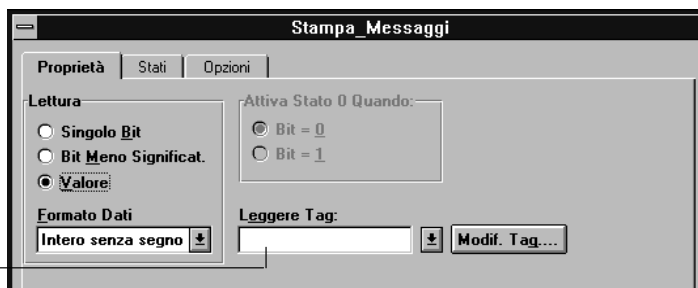 Stampa_Messaggi
Proprietà Stati Opzioni
Lettura
Singolo Bit
Bit Meno Significat.
Valore
Attiva Stato 0 Quando:
Bit = 0
Bit = 1
Formato Dati
Intero senza segno
Leggere Tag:
Modif. Tag....